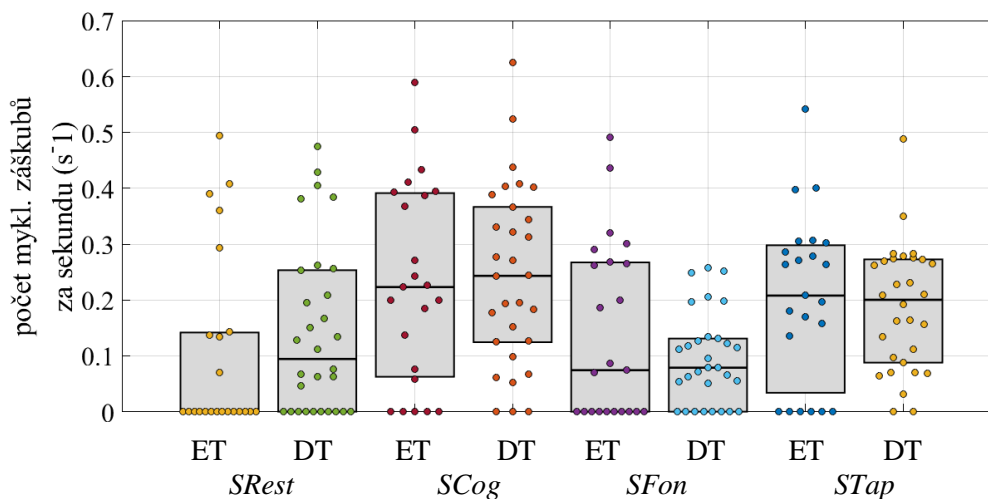 počet mykl. záškubů
za sekundu (s⁻1)
0.7
0.6
0.5
0.4
0.3
0.2
0.1
0
ET DT ET DT ET DT ET DT
SRest SCog SFon STap